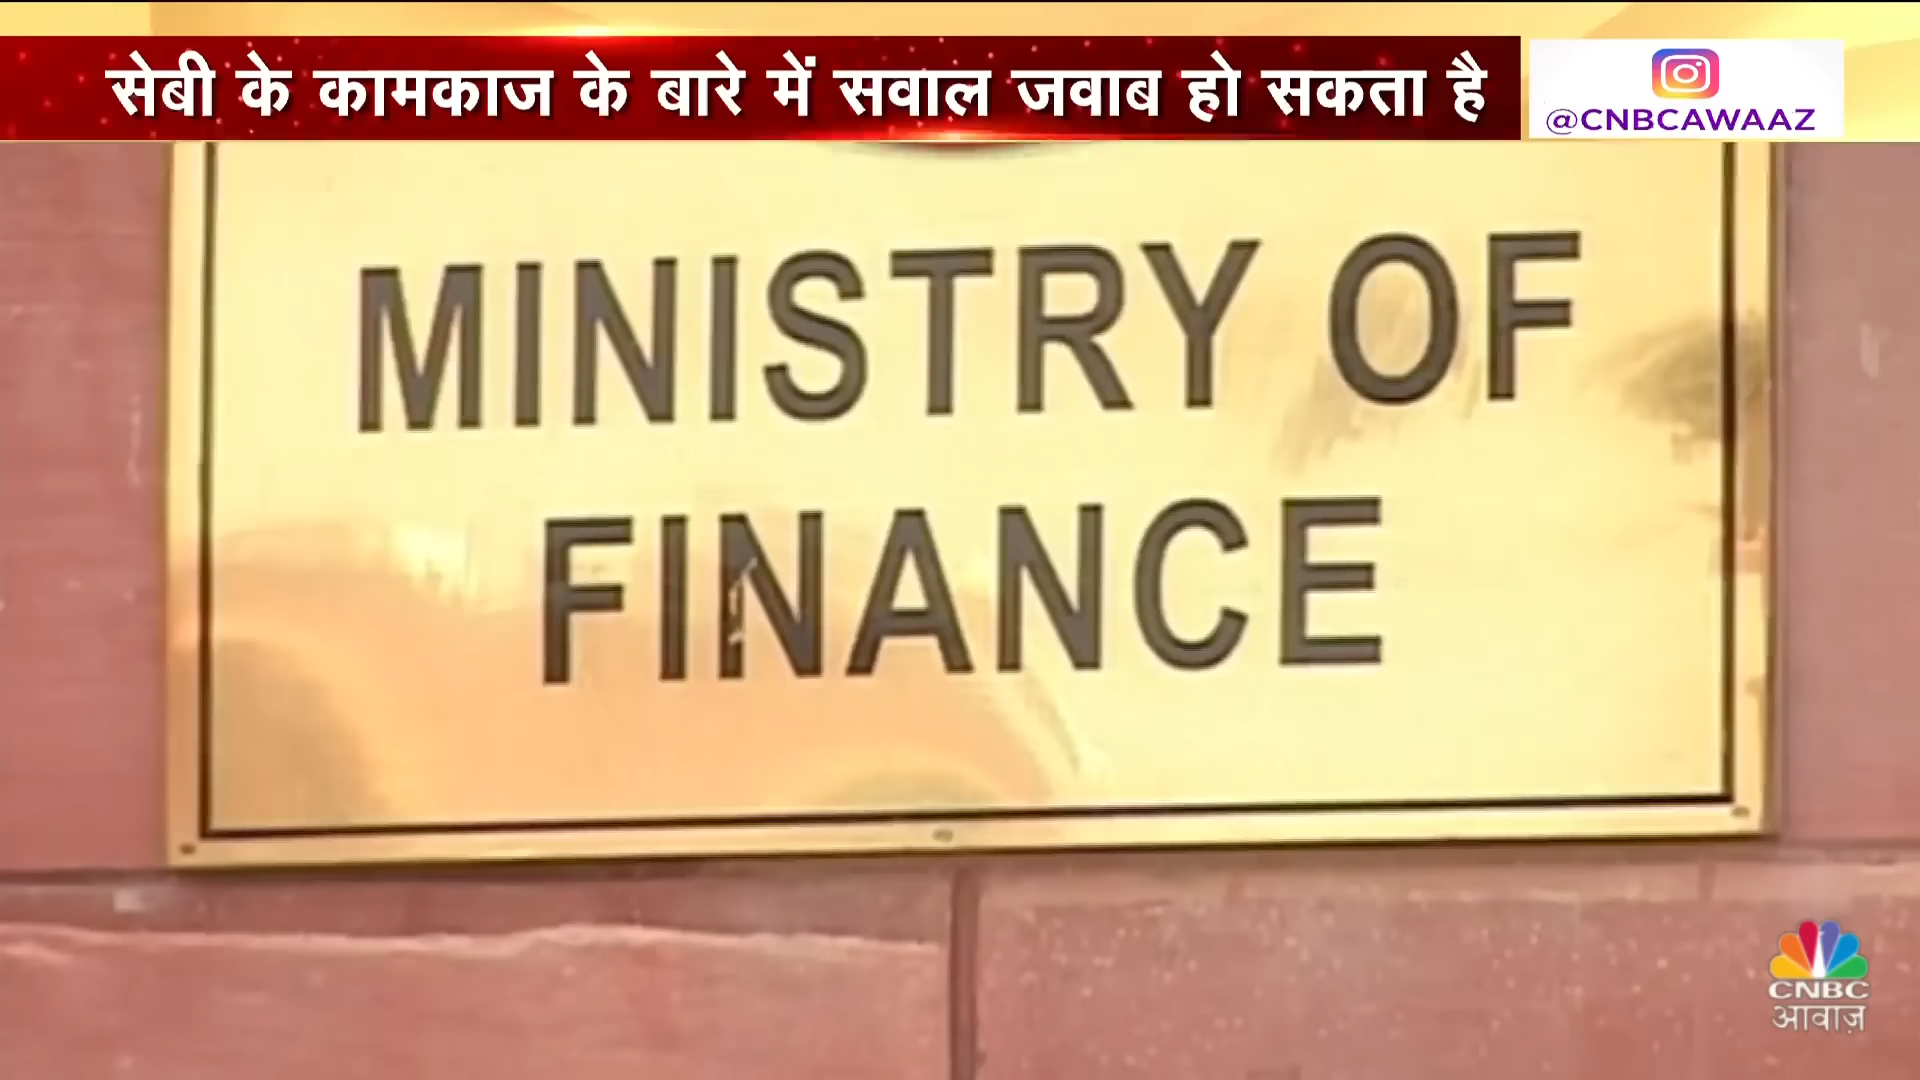 सेबी के कामकाज के बारे में सवाल जवाब हो सकता है
@CNBCAWAAZ
MINISTRY OF
FINANCE
CNBC
आवाज़